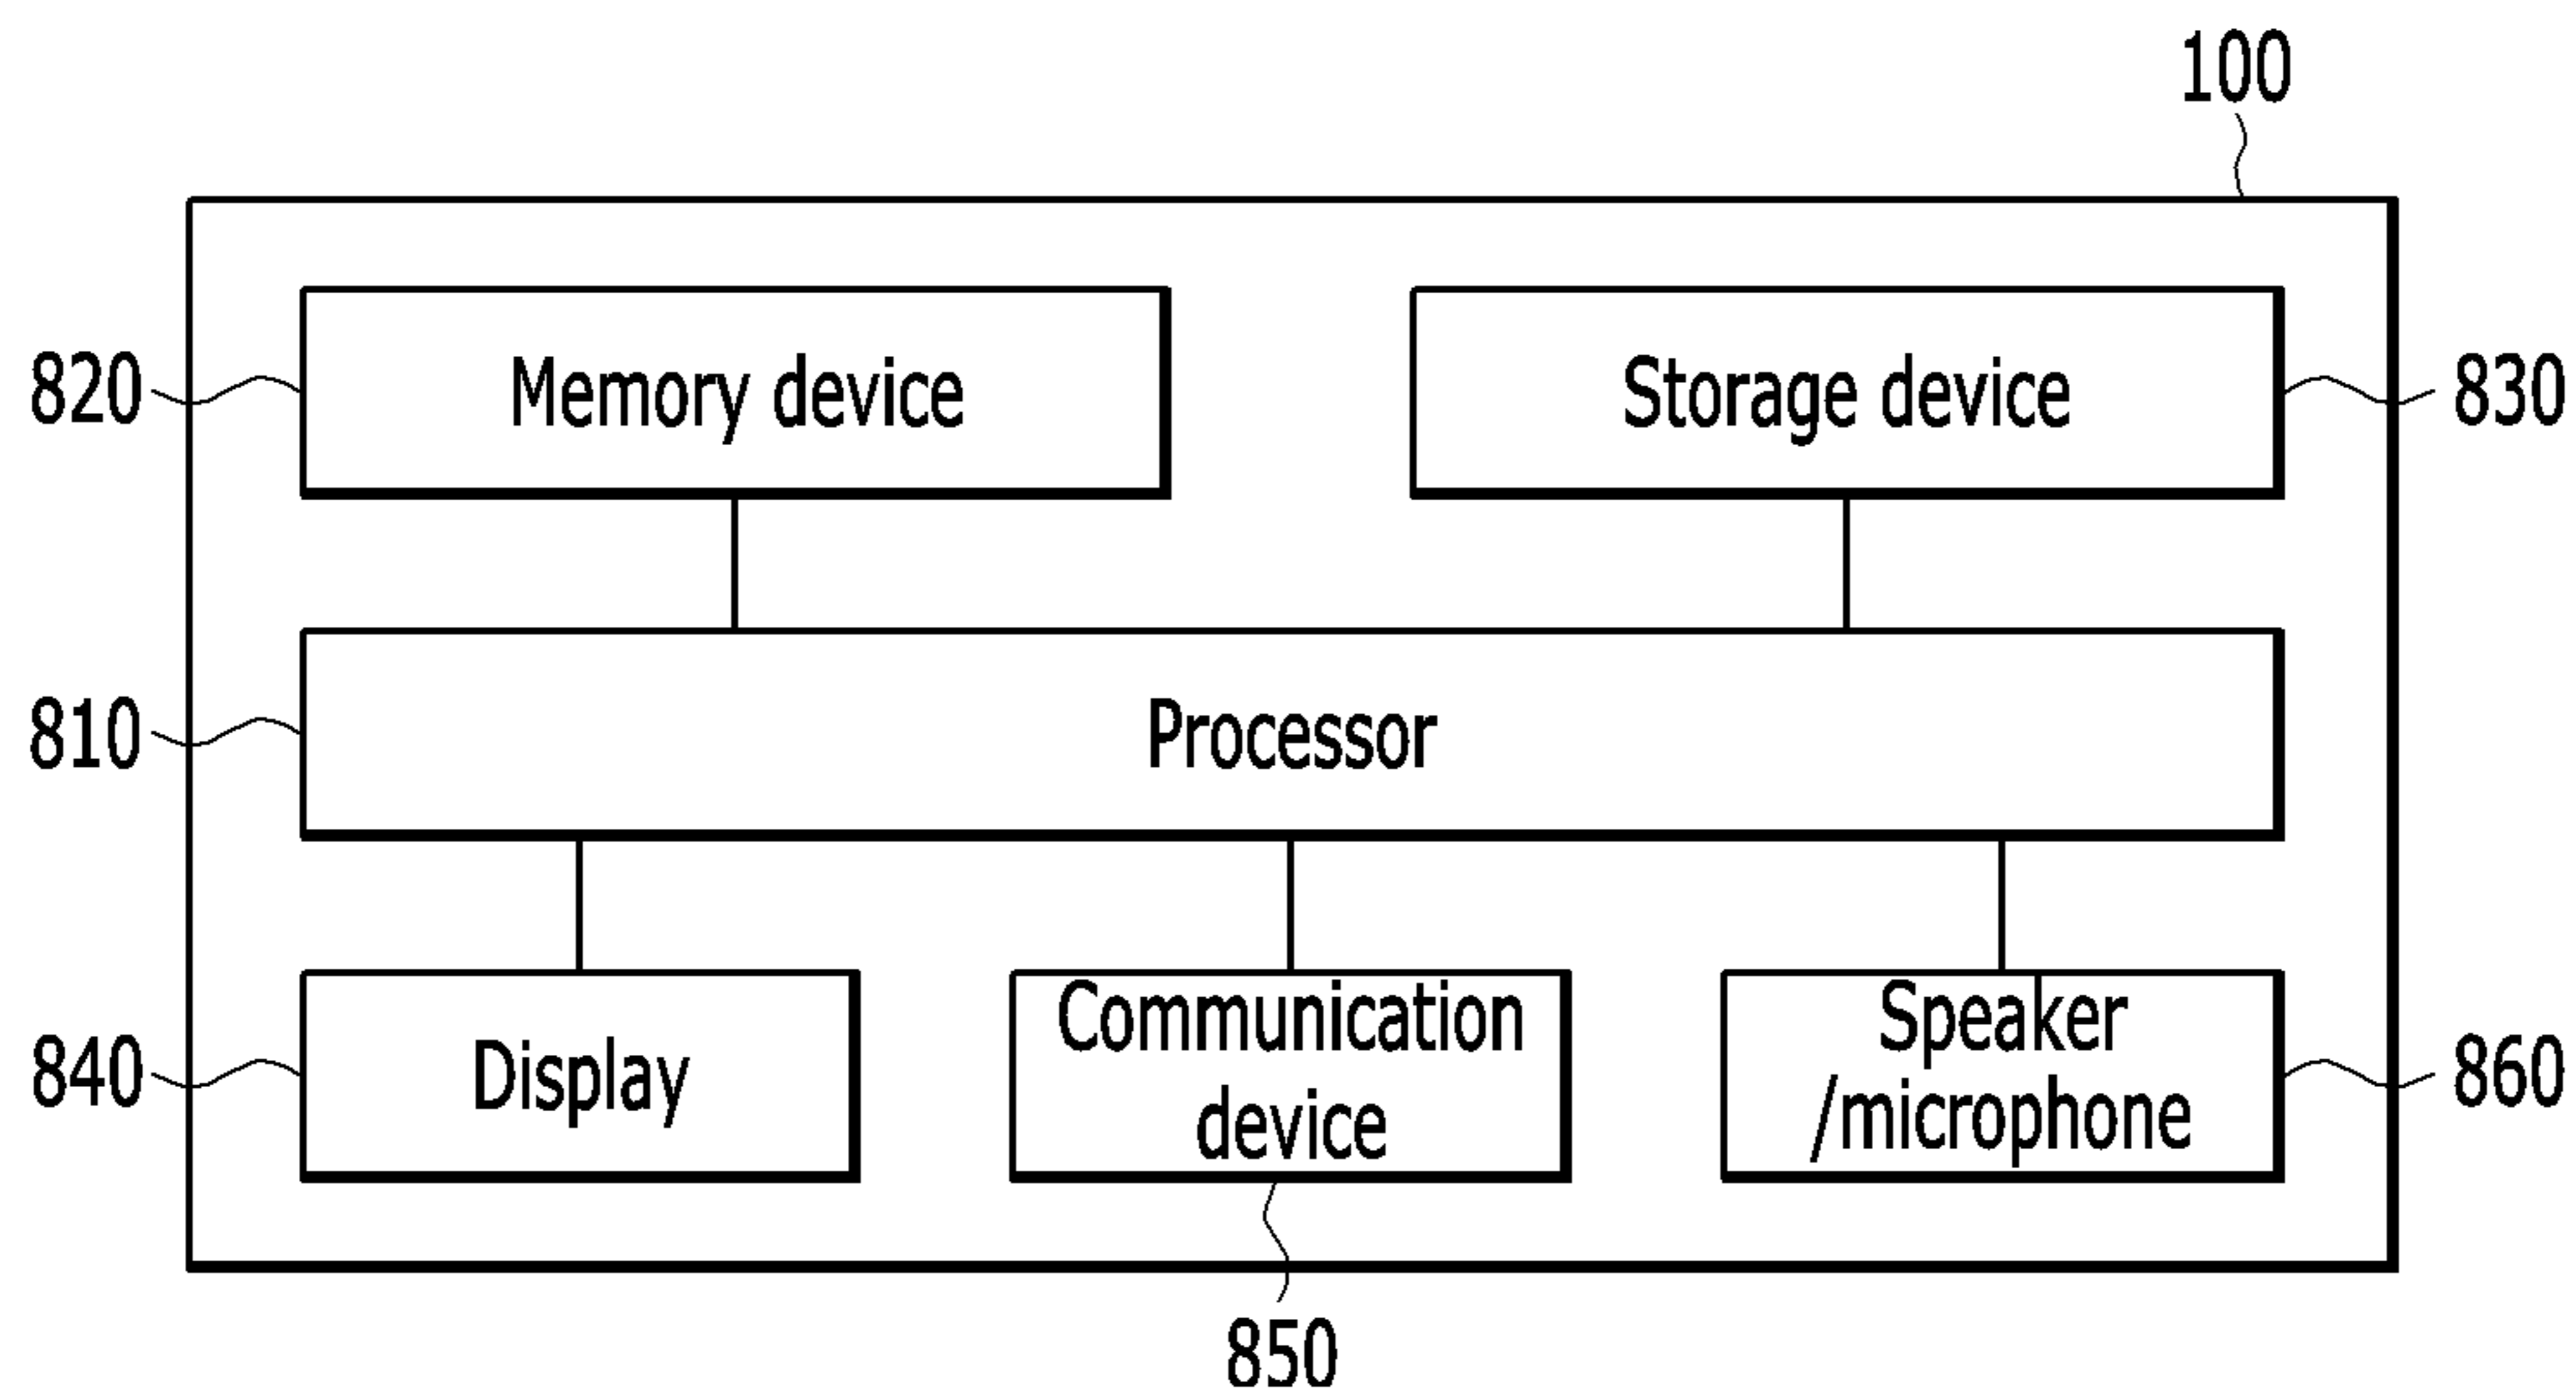 100
820
Memory device
Storage device
830
810
Processor
840
Display
Communication
device
Speaker
/microphone
860
850